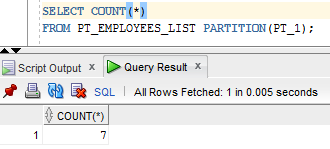 SELECT COUNT(*)
FROM PT_EMPLOYEES_LIST PARTITION(PT_1);
Script Output x Query Result x
SQL | All Rows Fetched: 1 in 0.005 seconds
COUNT(*)
1 7